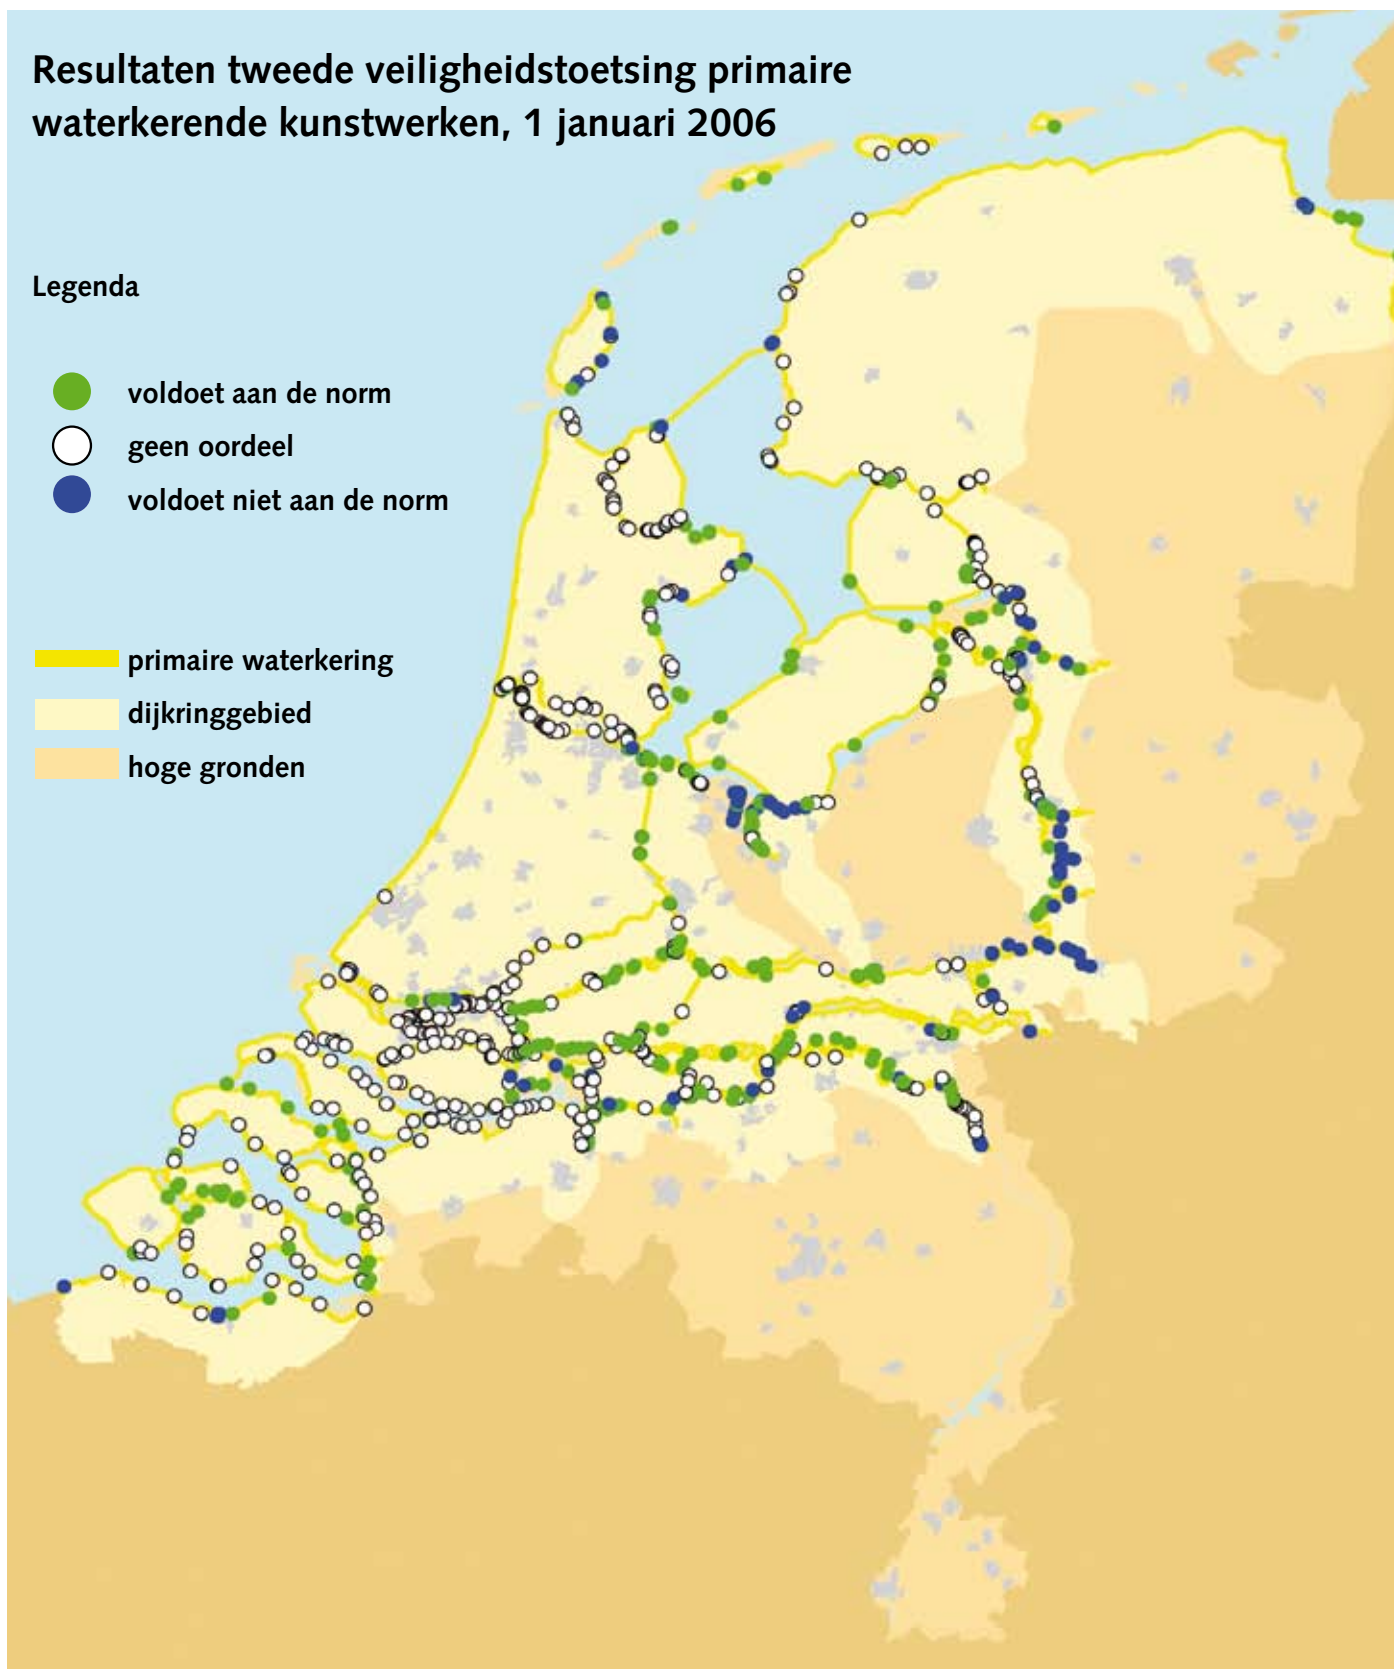 Resultaten tweede veiligheidstoetsing primaire
waterkerende kunstwerken, 1 januari 2006
Legenda
voldoet aan de norm
geen oordeel
voldoet niet aan de norm
primaire waterkering
dijkringgebied
hoge gronden